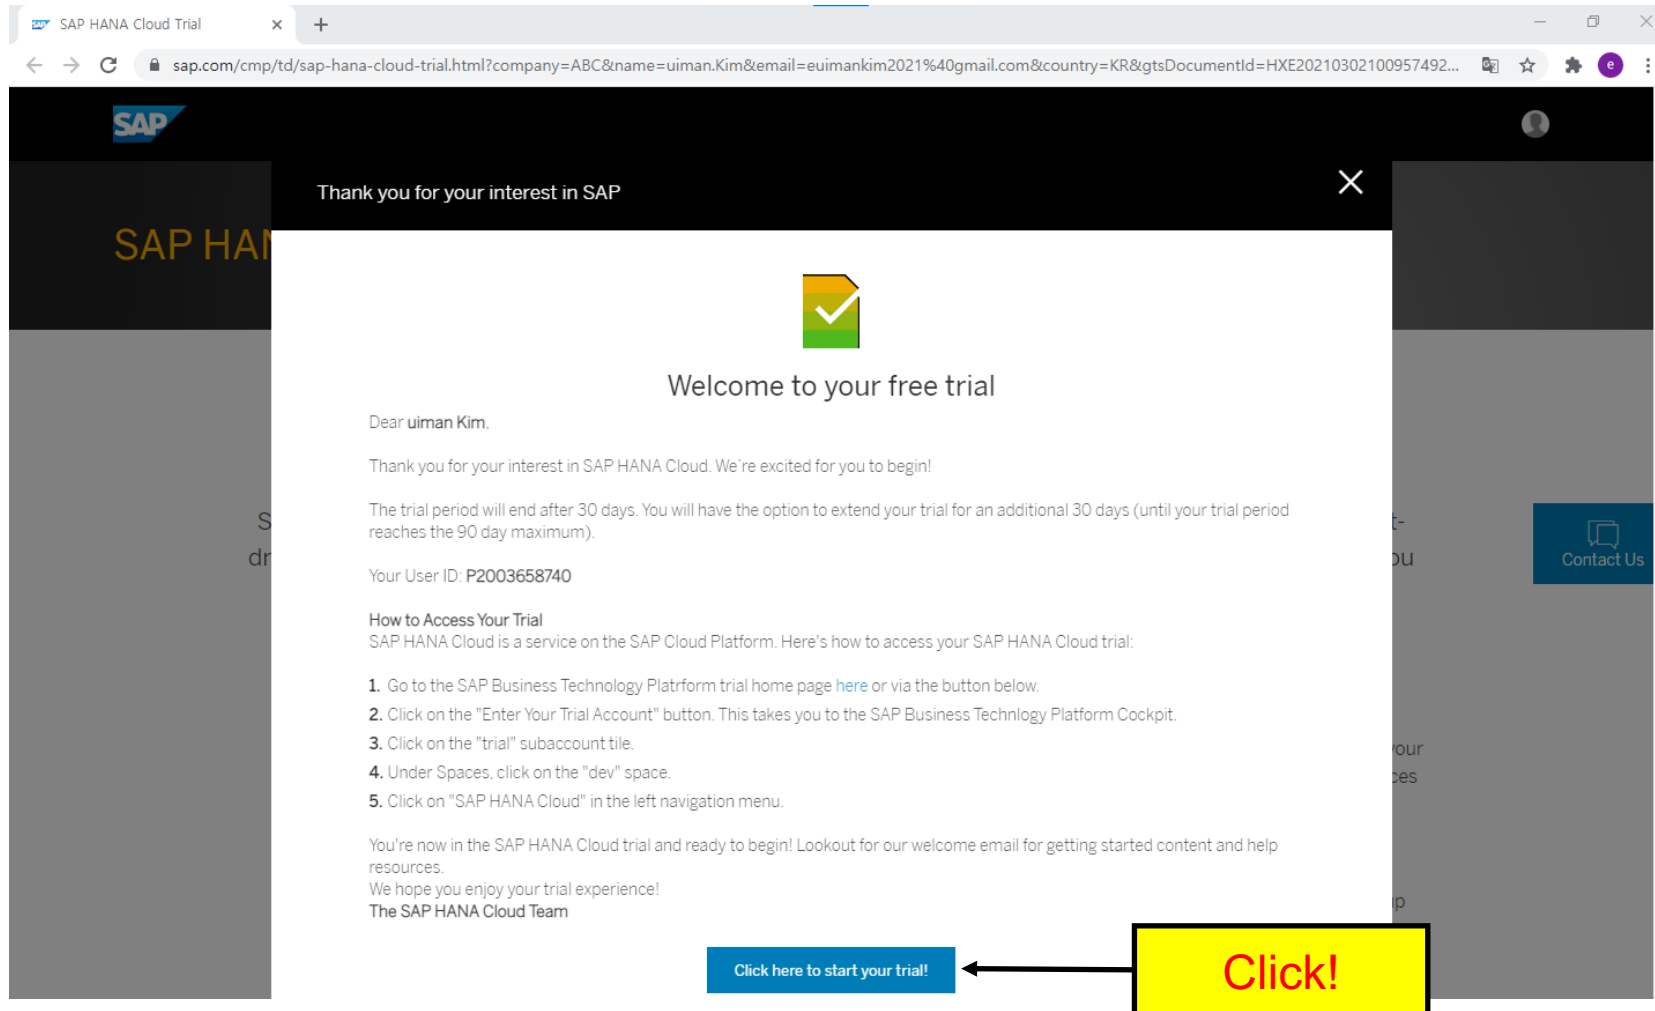 SAP HANA Cloud Trial
sap.com/cmp/td/sap-hana-cloud-trial.html?company=ABC&name=uiman.Kim&email=euimankim2021%40gmail.com&country=KR&gtsDocumentId=HXE20210302100957492...
e
SAP
Thank you for your interest in SAP
SAP HAN
Welcome to your free trial
Dear uiman Kim,
Thank you for your interest in SAP HANA Cloud. We're excited for you to begin!
The trial period will end after 30 days. You will have the option to extend your trial for an additional 30 days (until your trial period
reaches the 90 day maximum).
Your User ID: P2003658740
How to Access Your Trial
SAP HANA Cloud is a service on the SAP Cloud Platform. Here's how to access your SAP HANA Cloud trial:
1. Go to the SAP Business Technology Platrform trial home page here or via the button below.
2. Click on the "Enter Your Trial Account" button. This takes you to the SAP Business Technlogy Platform Cockpit.
3. Click on the "trial" subaccount tile.
4. Under Spaces, click on the "dev" space.
5. Click on "SAP HANA Cloud" in the left navigation menu.
You're now in the SAP HANA Cloud trial and ready to begin! Lookout for our welcome email for getting started content and help
resources.
We hope you enjoy your trial experience!
The SAP HANA Cloud Team
Click here to start your trial!
Click!
Contact Us